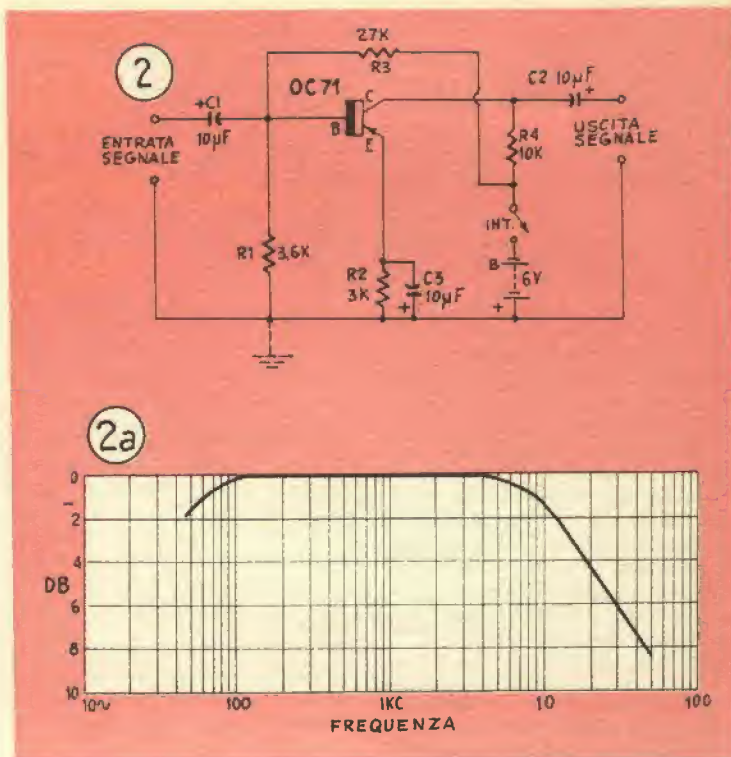 2
27K
R3
OC71
C
B
E
+C1
10µF
C2 10µF
+
ENTRATA
SEGNALE
USCITA
SEGNALE
R4
10K
INT.
B
6V
+
R1
3,6K
R2
3K
C3
10µF
+
2a
0
-
2
4
DB
6
8
10
10~
100
1KC
10
100
FREQUENZA